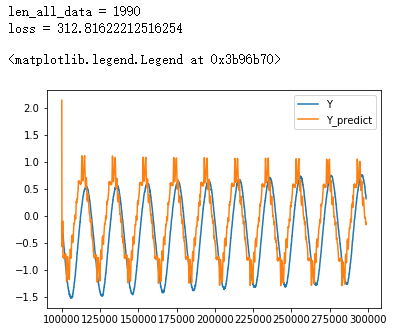 len_all_data = 1990
loss = 312.81622212516254
<matplotlib.legend.Legend at 0x3b96b70>
Y
Y_predict
2.0
1.5
1.0
0.5
0.0
−0.5
−1.0
−1.5
100000 125000 150000 175000 200000 225000 250000 275000 300000